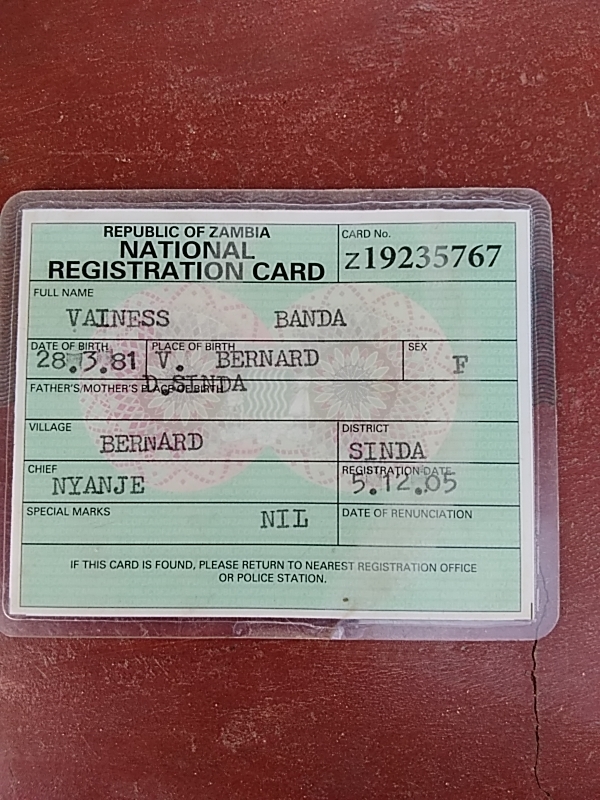 REPUBLIC OF ZAMBIA
NATIONAL
REGISTRATION CARD
CARD No.
z19235767
FULL NAME
VAINESS BANDA
DATE OF BIRTH
28.3.81
PLACE OF BIRTH
V. BERNARD
D.SINDA
SEX
F
FATHER'S/MOTHER'S PLACE OF BIRTH
VILLAGE
BERNARD
DISTRICT
SINDA
CHIEF
NYANJE
REGISTRATION DATE
5.12.05
SPECIAL MARKS
NIL
DATE OF RENUNCIATION
IF THIS CARD IS FOUND, PLEASE RETURN TO NEAREST REGISTRATION OFFICE
OR POLICE STATION.